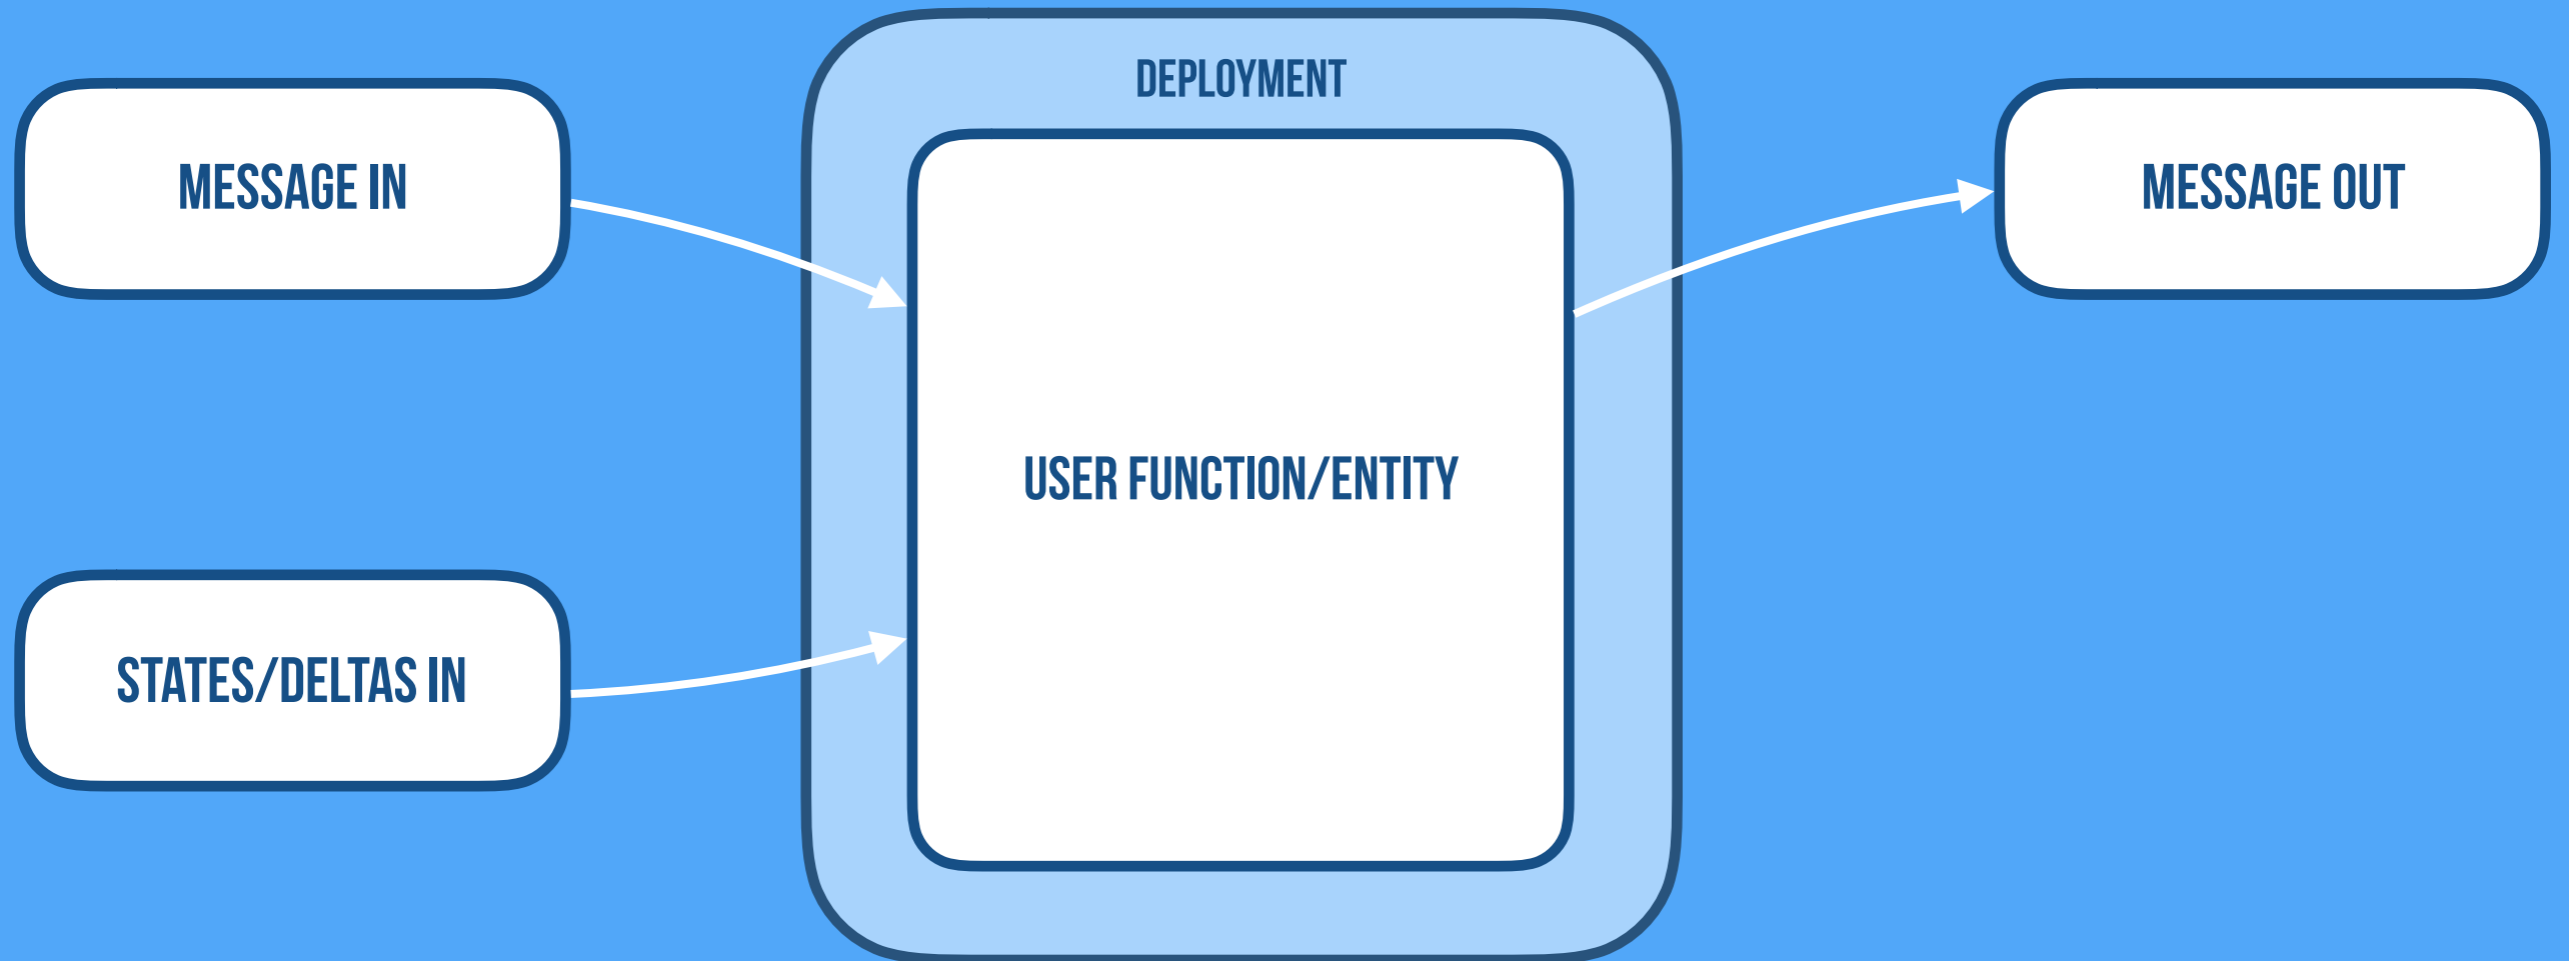 DEPLOYMENT
MESSAGE IN
MESSAGE OUT
USER FUNCTION/ENTITY
STATES/DELTAS IN